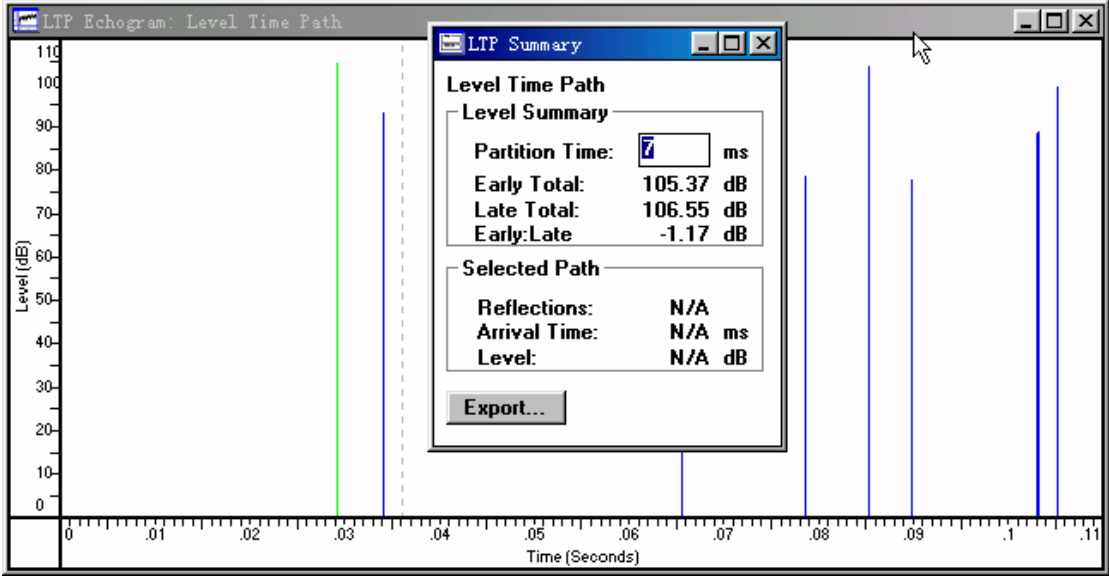 LTP Echogram: Level Time Path
110
100
90
80
70
60
50
40
30
20
10
0
Level (dB)
0 .01 .02 .03 .04 .05 .06 .07 .08 .09 .1 .11
Time (Seconds)
LTP Summary
Level Time Path
Level Summary
Partition Time: 7 ms
Early Total: 105.37 dB
Late Total: 106.55 dB
Early:Late -1.17 dB
Selected Path
Reflections: N/A
Arrival Time: N/A ms
Level: N/A dB
Export...